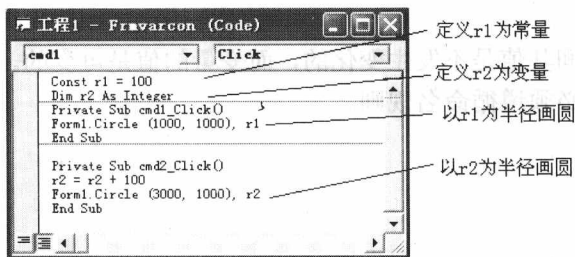 工程1 - Frmvarcon (Code)
cmd1 Click
Const r1 = 100
Dim r2 As Integer
Private Sub cmd1_Click()
Form1.Circle (1000, 1000), r1
End Sub
Private Sub cmd2_Click()
r2 = r2 + 100
Form1.Circle (3000, 1000), r2
End Sub
定义r1为常量
定义r2为变量
以r1为半径画圆
以r2为半径画圆